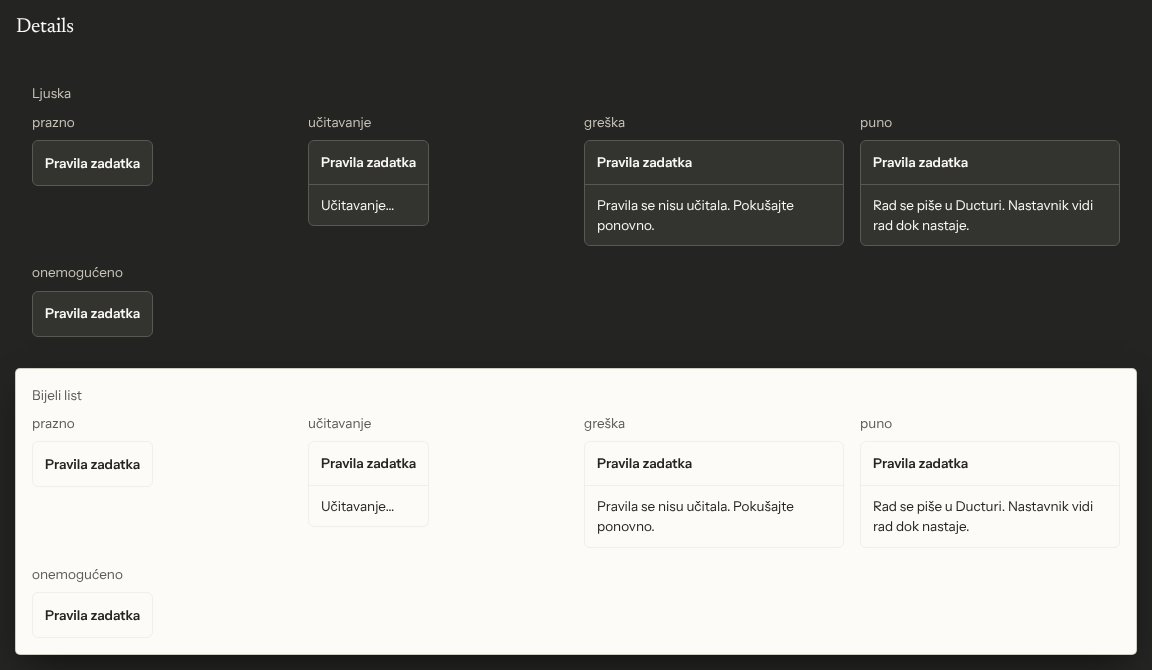 Details
Ljuska
prazno
učitavanje
greška
puno
Pravila zadatka
Pravila zadatka
Pravila zadatka
Pravila zadatka
Učitavanje...
Pravila se nisu učitala. Pokušajte
ponovno.
Rad se piše u Ducturi. Nastavnik vidi
rad dok nastaje.
onemogućeno
Pravila zadatka
Bijeli list
prazno
učitavanje
greška
puno
Pravila zadatka
Pravila zadatka
Pravila zadatka
Pravila zadatka
Učitavanje...
Pravila se nisu učitala. Pokušajte
ponovno.
Rad se piše u Ducturi. Nastavnik vidi
rad dok nastaje.
onemogućeno
Pravila zadatka